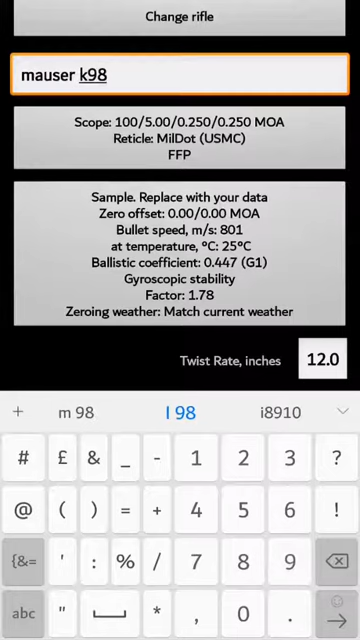 Change rifle
mauser k98
Scope: 100/5.00/0.250/0.250 MOA
Reticle: MilDot (USMC)
FFP
Sample. Replace with your data
Zero offset: 0.00/0.00 MOA
Bullet speed, m/s: 801
at temperature, ºC: 25ºC
Ballistic coefficient: 0.447 (G1)
Gyroscopic stability
Factor: 1.78
Zeroing weather: Match current weather
Twist Rate, inches 12.0
+ m 98 l 98 i8910
# £ & _ - 1 2 3 ?
@ ( ) = + 4 5 6 !
{&= ' : % / 7 8 9
abc " * , 0 .